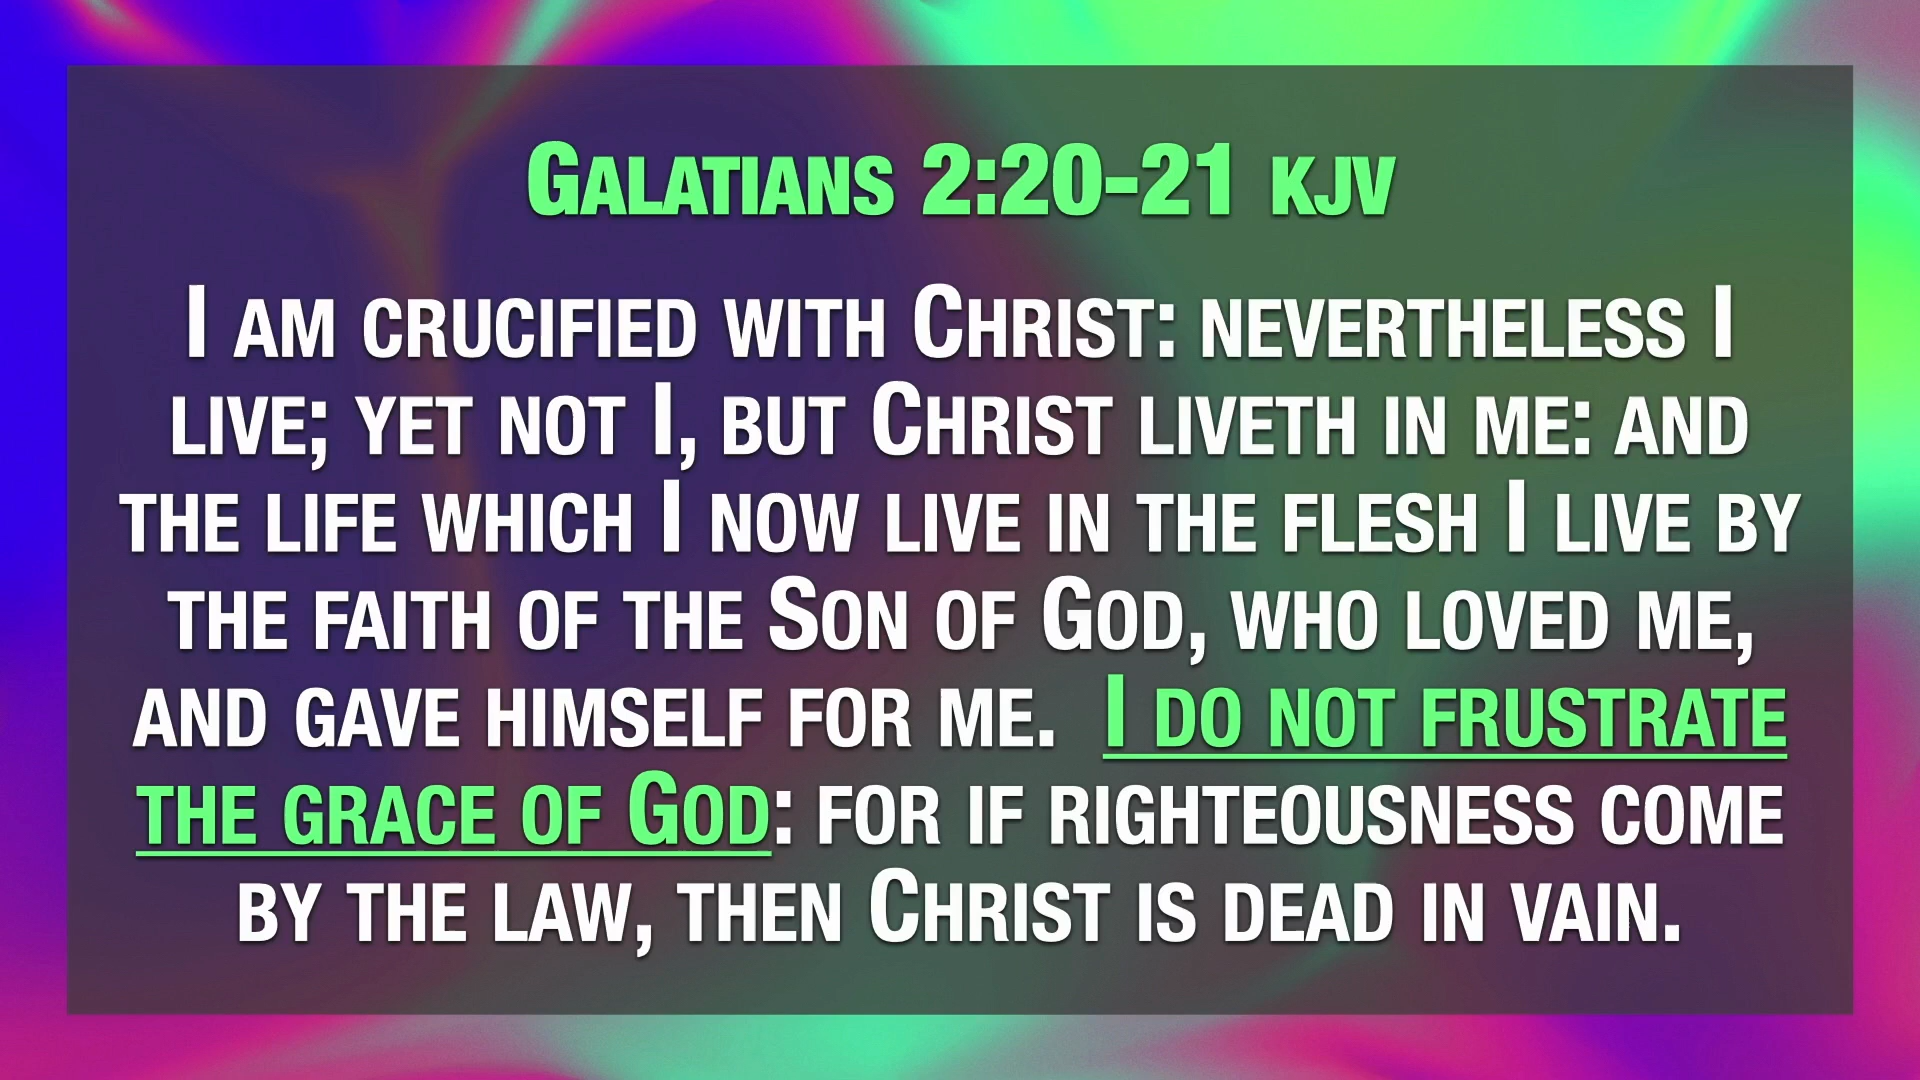 Galatians 2:20-21 KJV
I am crucified with Christ: nevertheless I
live; yet not I, but Christ liveth in me: and
the life which I now live in the flesh I live by
the faith of the Son of God, who loved me,
and gave himself for me.  I do not frustrate
the grace of God: for if righteousness come
by the law, then Christ is dead in vain.